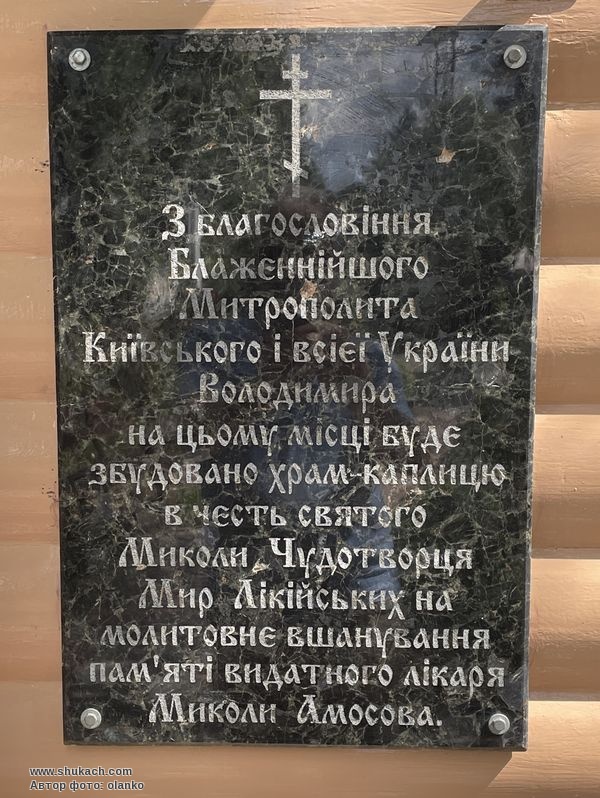 З благословіння
Блаженнійшого
Митрополита
Київського і всієї України
Володимира
на цьому місці буде
збудовано храм-каплицю
в честь святого
Миколи Чудотворця
Мир Лікійських на
молитовне вшанування
пам'яті видатного лікаря
Миколи Амосова.
www.shukach.com
Автор фото: olanko